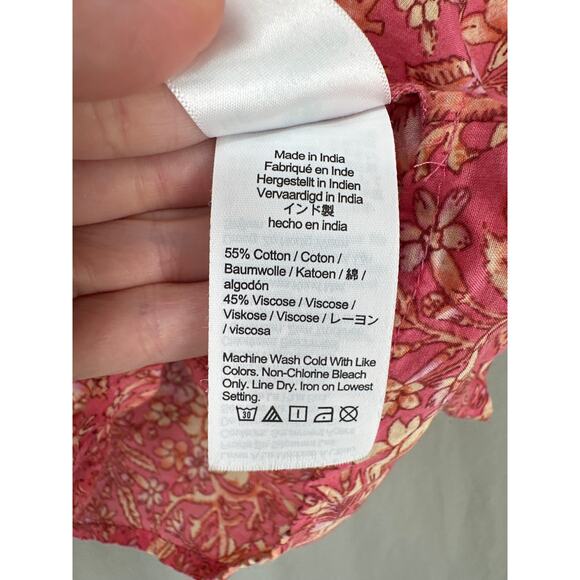 Made in India
Fabriqué en Inde
Hergestellt in Indien
Vervaardigd in India
インド製
hecho en india
55% Cotton / Coton /
Baumwolle / Katoen / 綿 /
algodón
45% Viscose / Viscose /
Viskose / Viscose / レーヨン
/ viscosa
Machine Wash Cold With Like
Colors. Non-Chlorine Bleach
Only. Line Dry. Iron on Lowest
Setting.
30